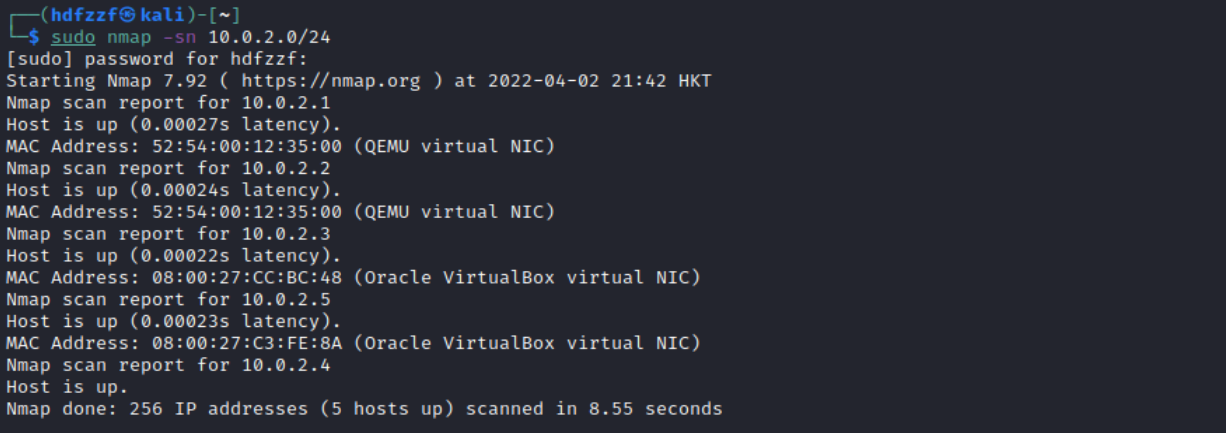 ┌──(hdfzzf㉿kali)-[~]
└─$ sudo nmap -sn 10.0.2.0/24
[sudo] password for hdfzzf:
Starting Nmap 7.92 ( https://nmap.org ) at 2022-04-02 21:42 HKT
Nmap scan report for 10.0.2.1
Host is up (0.00027s latency).
MAC Address: 52:54:00:12:35:00 (QEMU virtual NIC)
Nmap scan report for 10.0.2.2
Host is up (0.00024s latency).
MAC Address: 52:54:00:12:35:00 (QEMU virtual NIC)
Nmap scan report for 10.0.2.3
Host is up (0.00022s latency).
MAC Address: 08:00:27:CC:BC:48 (Oracle VirtualBox virtual NIC)
Nmap scan report for 10.0.2.5
Host is up (0.00023s latency).
MAC Address: 08:00:27:C3:FE:8A (Oracle VirtualBox virtual NIC)
Nmap scan report for 10.0.2.4
Host is up.
Nmap done: 256 IP addresses (5 hosts up) scanned in 8.55 seconds